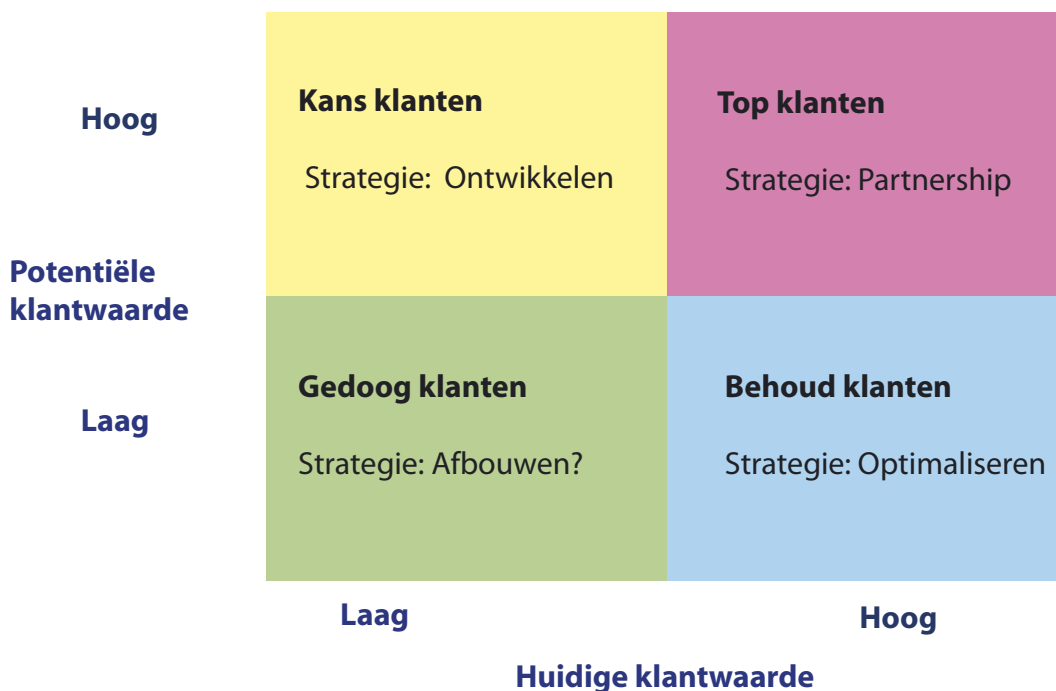 Hoog
Kans klanten
Top klanten
Strategie: Ontwikkelen
Strategie: Partnership
Potentiële
klantwaarde
Laag
Gedoog klanten
Behoud klanten
Strategie: Afbouwen?
Strategie: Optimaliseren
Laag
Hoog
Huidige klantwaarde